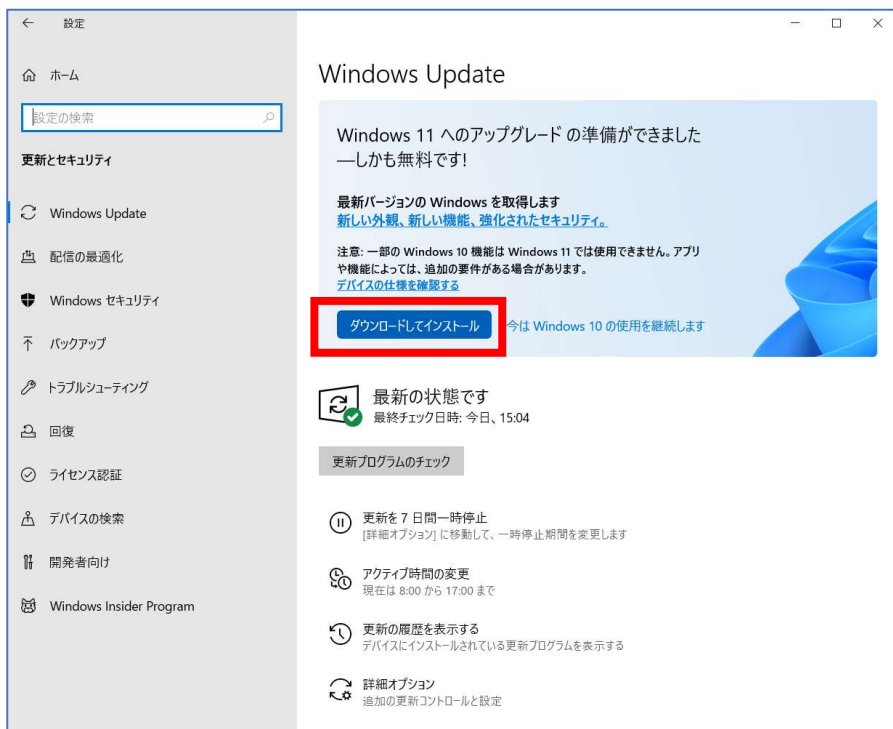 設定
ホーム
設定の検索
更新とセキュリティ
Windows Update
配信の最適化
Windows セキュリティ
バックアップ
トラブルシューティング
回復
ライセンス認証
デバイスの検索
開発者向け
Windows Insider Program
Windows Update
Windows 11 へのアップグレード の準備ができました
—しかも無料です!
最新バージョンの Windows を取得します
新しい外観、新しい機能、強化されたセキュリティ。
注意: 一部の Windows 10 機能は Windows 11 では使用できません。アプリ
や機能によっては、追加の要件がある場合があります。
デバイスの仕様を確認する
ダウンロードしてインストール 今は Windows 10 の使用を継続します
最新の状態です
最終チェック日時: 今日、15:04
更新プログラムのチェック
更新を 7 日間一時停止
[詳細オプション] に移動して、一時停止期間を変更します
アクティブ時間の変更
現在は 8:00 から 17:00 まで
更新の履歴を表示する
デバイスにインストールされている更新プログラムを表示する
詳細オプション
追加の更新コントロールと設定